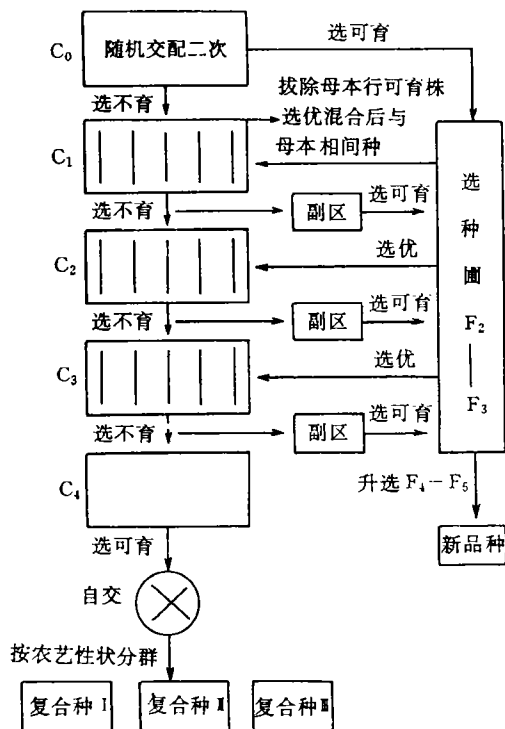 C₀
随机交配二次
选可育
选不育
拔除母本行可育株
选优混合后与
母本相间种
C₁
选不育
副区
选可育
选种圃
F₂
F₃
C₂
选优
选不育
副区
选可育
C₃
选优
选不育
副区
选可育
C₄
升选 F₄－F₅
选可育
新品种
自交
按农艺性状分群
复合种 Ⅰ
复合种 Ⅱ
复合种 Ⅲ